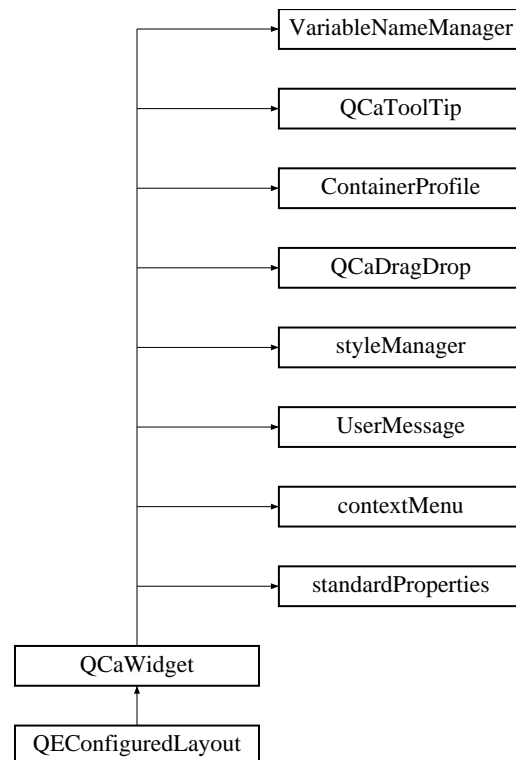 VariableNameManager
QCaToolTip
ContainerProfile
QCaDragDrop
styleManager
UserMessage
contextMenu
standardProperties
QCaWidget
QEConfiguredLayout